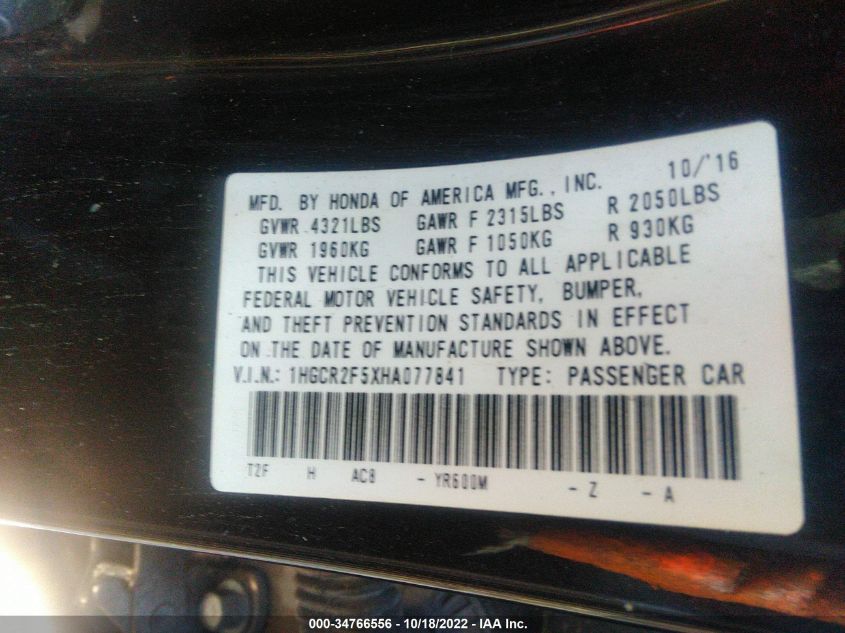 MFD. BY HONDA OF AMERICA MFG., INC. 10/'16
GVWR 4321LBS GAWR F 2315LBS R 2050LBS
GVWR 1960KG GAWR F 1050KG R 930KG
THIS VEHICLE CONFORMS TO ALL APPLICABLE
FEDERAL MOTOR VEHICLE SAFETY, BUMPER,
AND THEFT PREVENTION STANDARDS IN EFFECT
ON THE DATE OF MANUFACTURE SHOWN ABOVE.
V.I.N.: 1HGCR2F5XHA077841 TYPE: PASSENGER CAR
T2F H AC8 - YR600M - Z - A
000-34766556 - 10/18/2022 - IAA Inc.